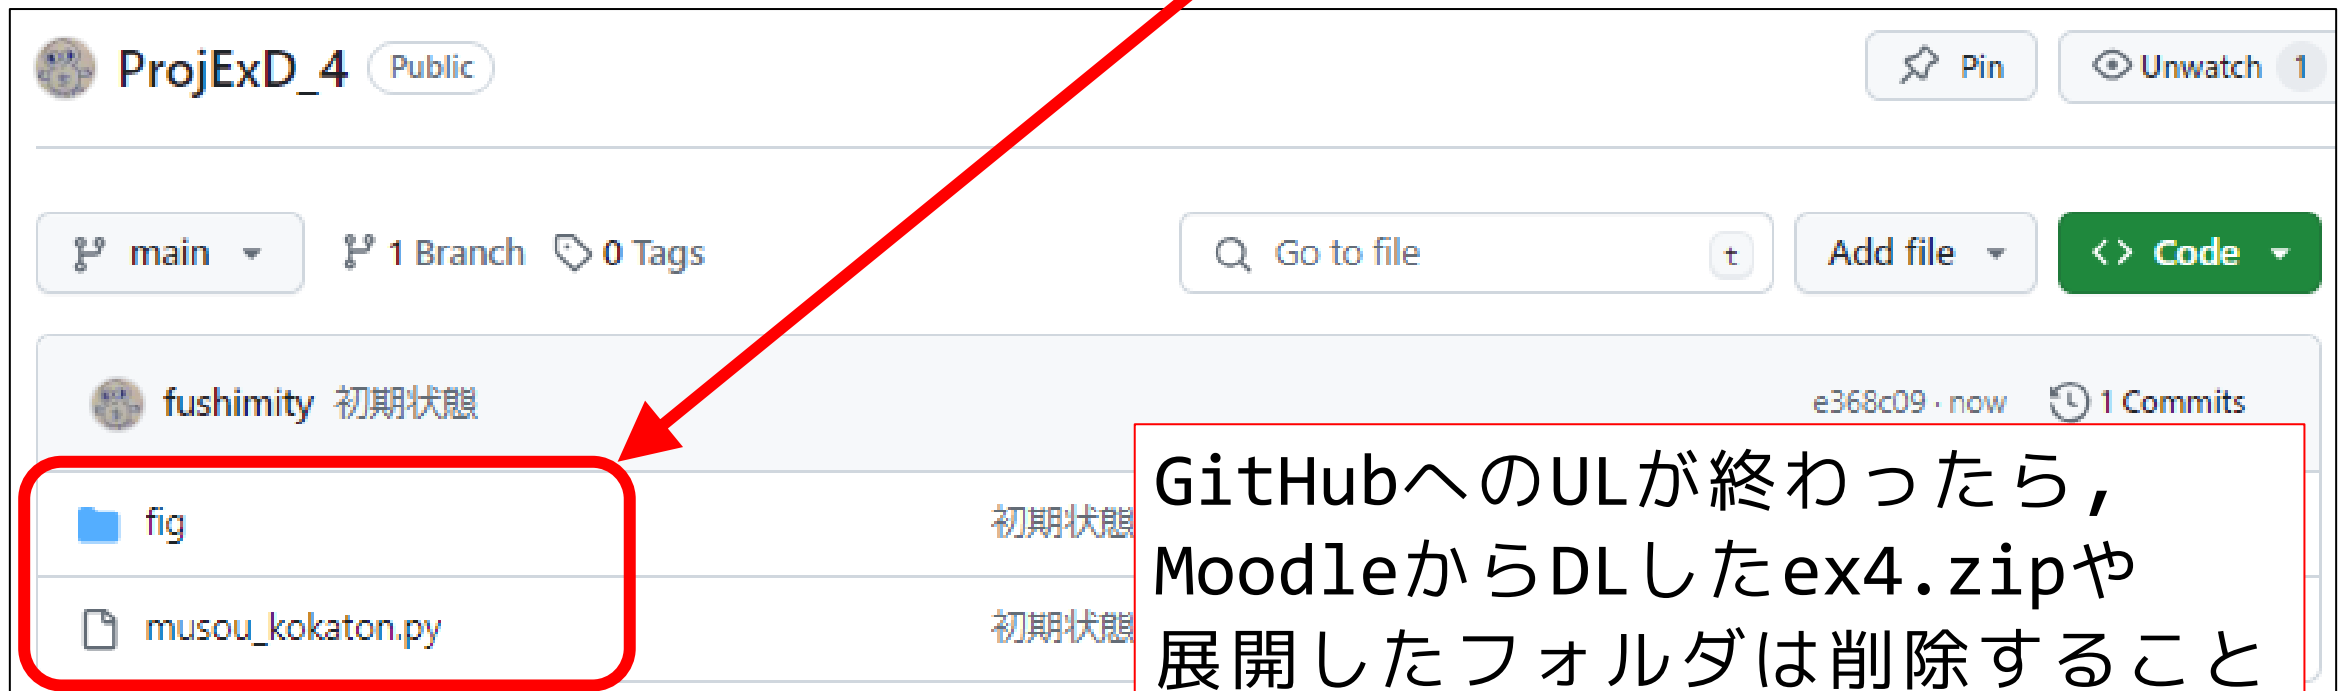 ProjExD_4 Public Pin Unwatch 1
main 1 Branch 0 Tags Go to file t Add file Code
fushimity 初期状態 e368c09 · now 1 Commits
fig 初期状態
musou_kokaton.py 初期状態
GitHubへのULが終わったら,
MoodleからDLしたex4.zipや
展開したフォルダは削除すること